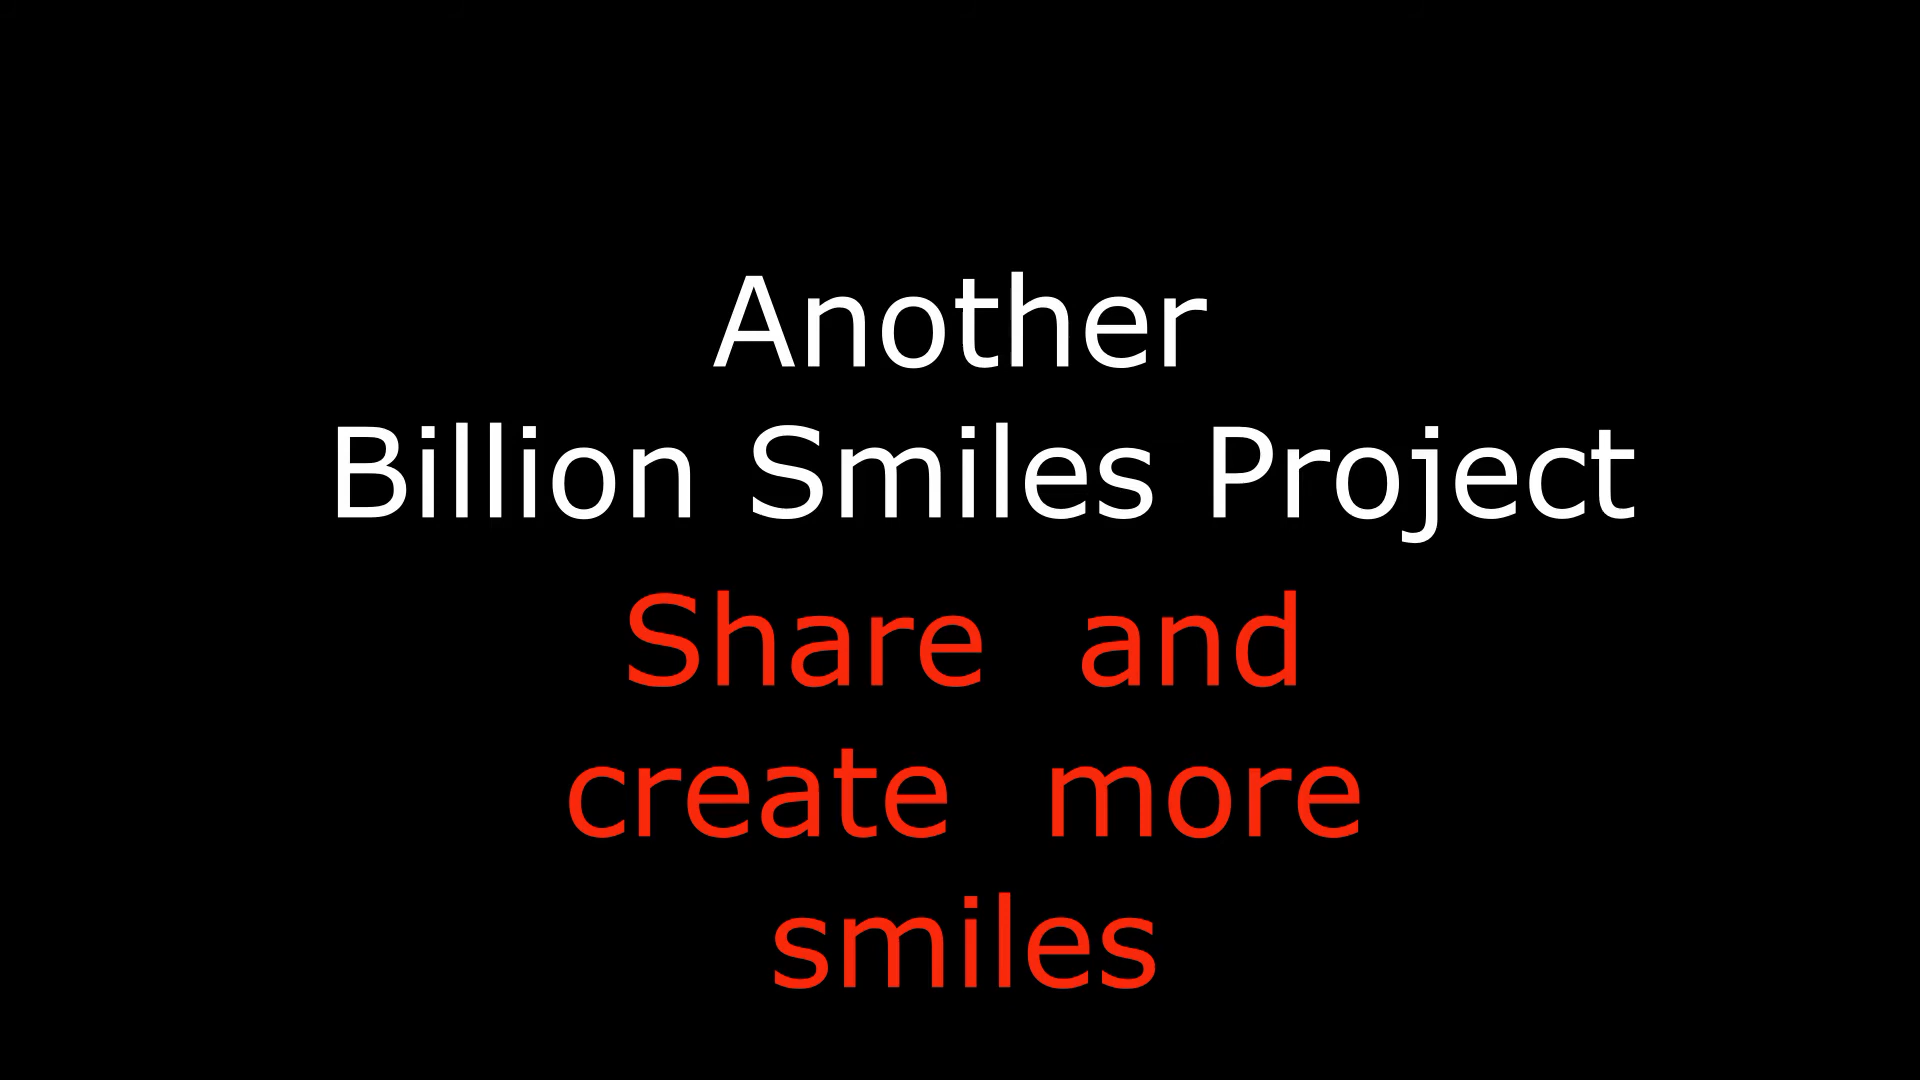 Another
Billion Smiles Project
Share and
create more
smiles